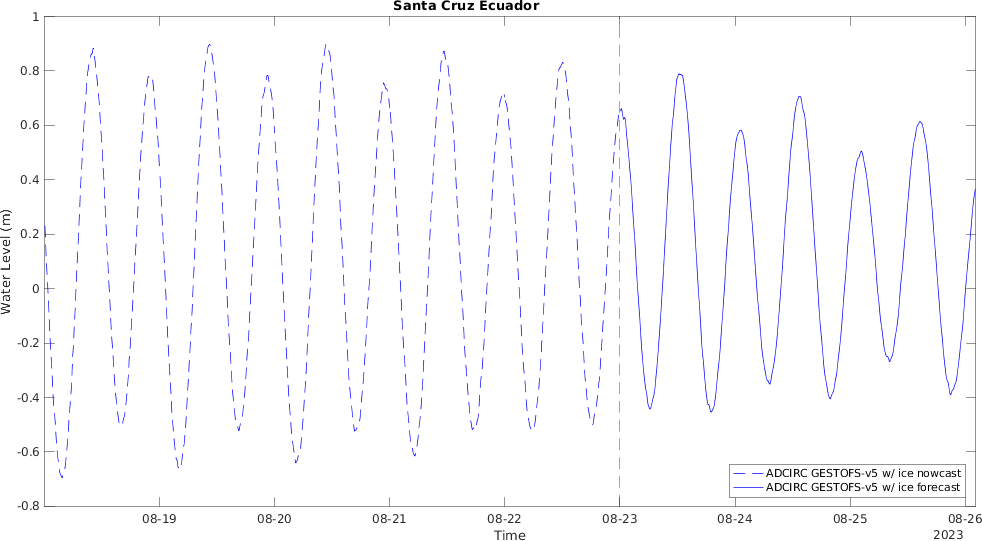 Santa Cruz Ecuador
1
0.8
0.6
0.4
0.2
0
-0.2
-0.4
-0.6
-0.8
Water Level (m)
ADCIRC GESTOFS-v5 w/ ice nowcast
ADCIRC GESTOFS-v5 w/ ice forecast
08-19 08-20 08-21 08-22 08-23 08-24 08-25 08-26
Time
2023